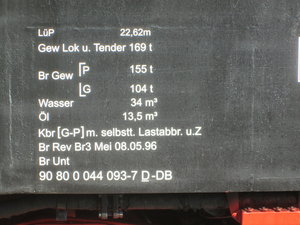 LüP 22,62m
Gew Lok u. Tender 169 t
Br Gew P 155 t
G 104 t
Wasser 34 m³
Öl 13,5 m³
Kbr [G-P] m. selbstt. Lastabbr. u.Z
Br Rev Br3 Mei 08.05.96
Br Unt
90 80 0 044 093-7 D-DB